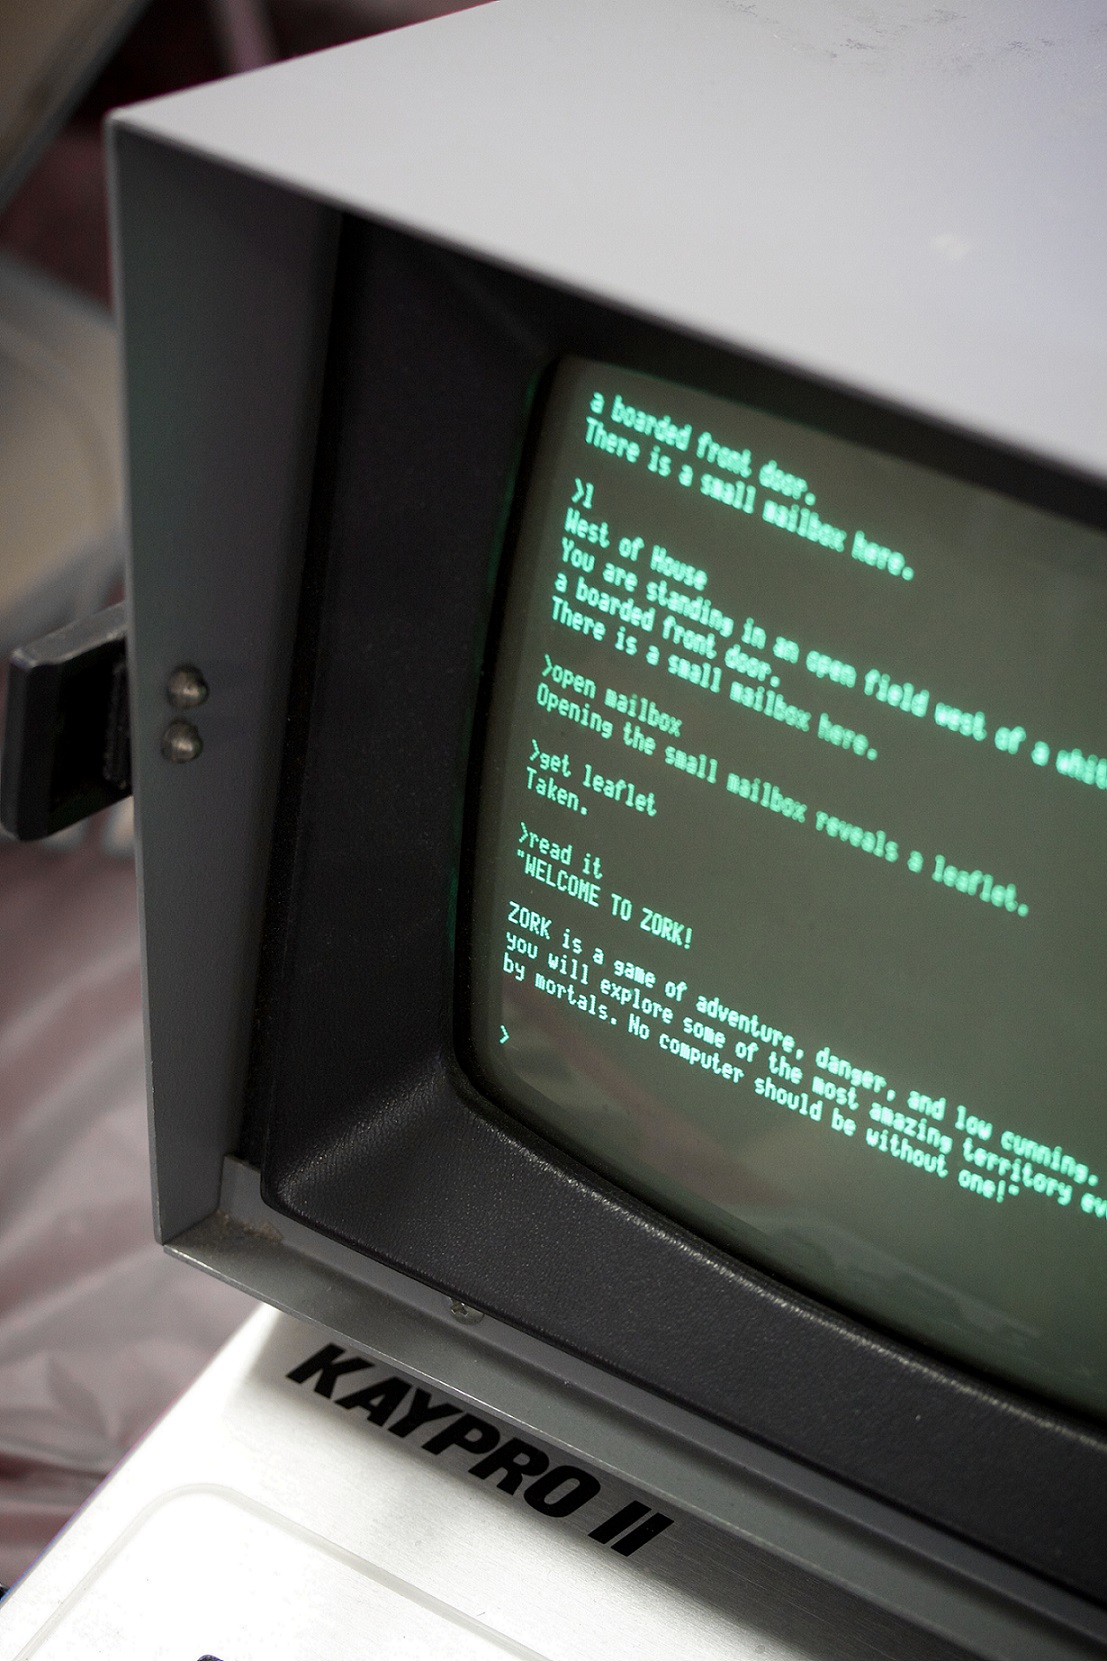 a boarded front door.
There is a small mailbox here.
>l
West of House
You are standing in an open field west of a
a boarded front door.
There is a small mailbox here.
>open mailbox
Opening the small mailbox reveals a leaflet.
>get leaflet
Taken.
>read it
"WELCOME TO ZORK!
ZORK is a game of adventure, danger, and low cunning.
you will explore some of the most amazing territory
by mortals. No computer should be without one!"
>
KAYPRO II